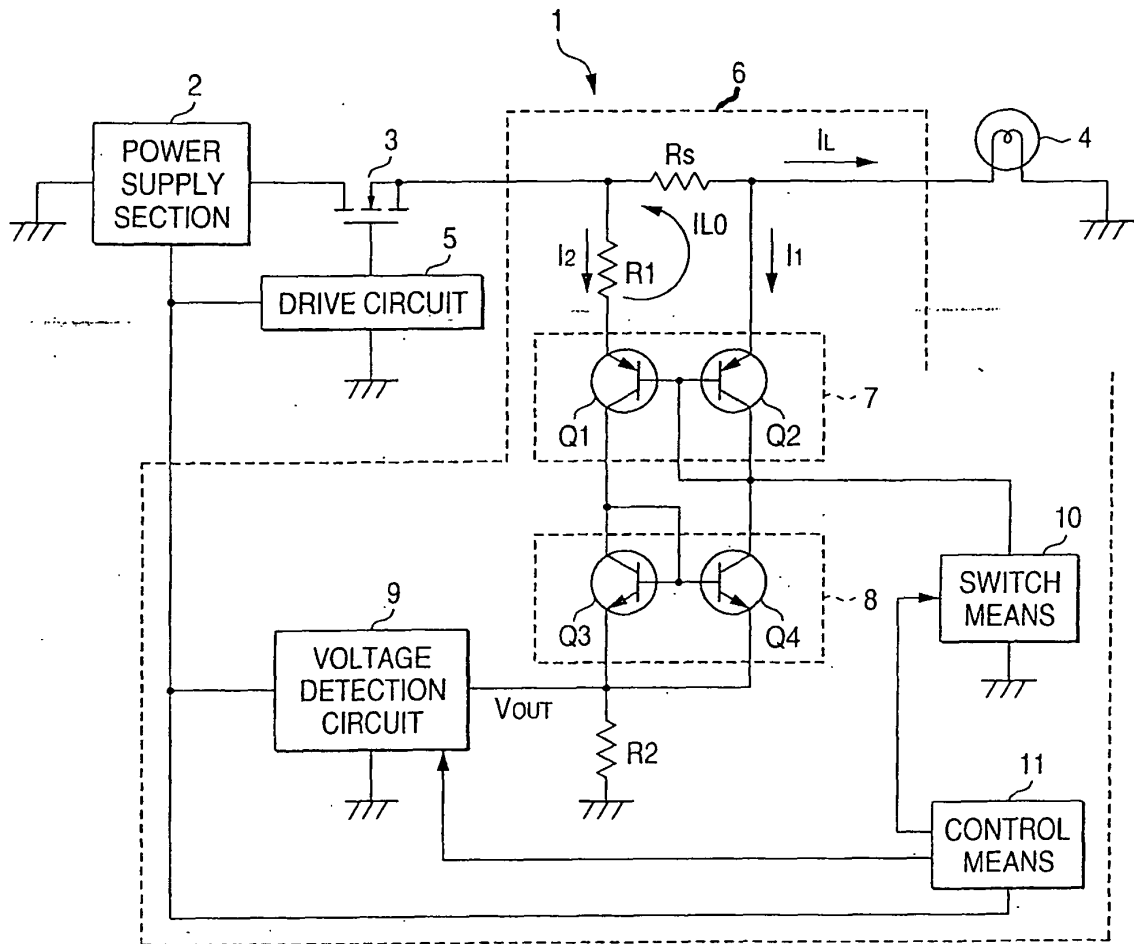 1
2
6
POWER
SUPPLY
SECTION
3
Rs
IL
4
IL0
5
I2
R1
I1
DRIVE CIRCUIT
7
Q1
Q2
10
SWITCH
MEANS
9
8
Q3
Q4
VOLTAGE
DETECTION
CIRCUIT
VOUT
R2
11
CONTROL
MEANS